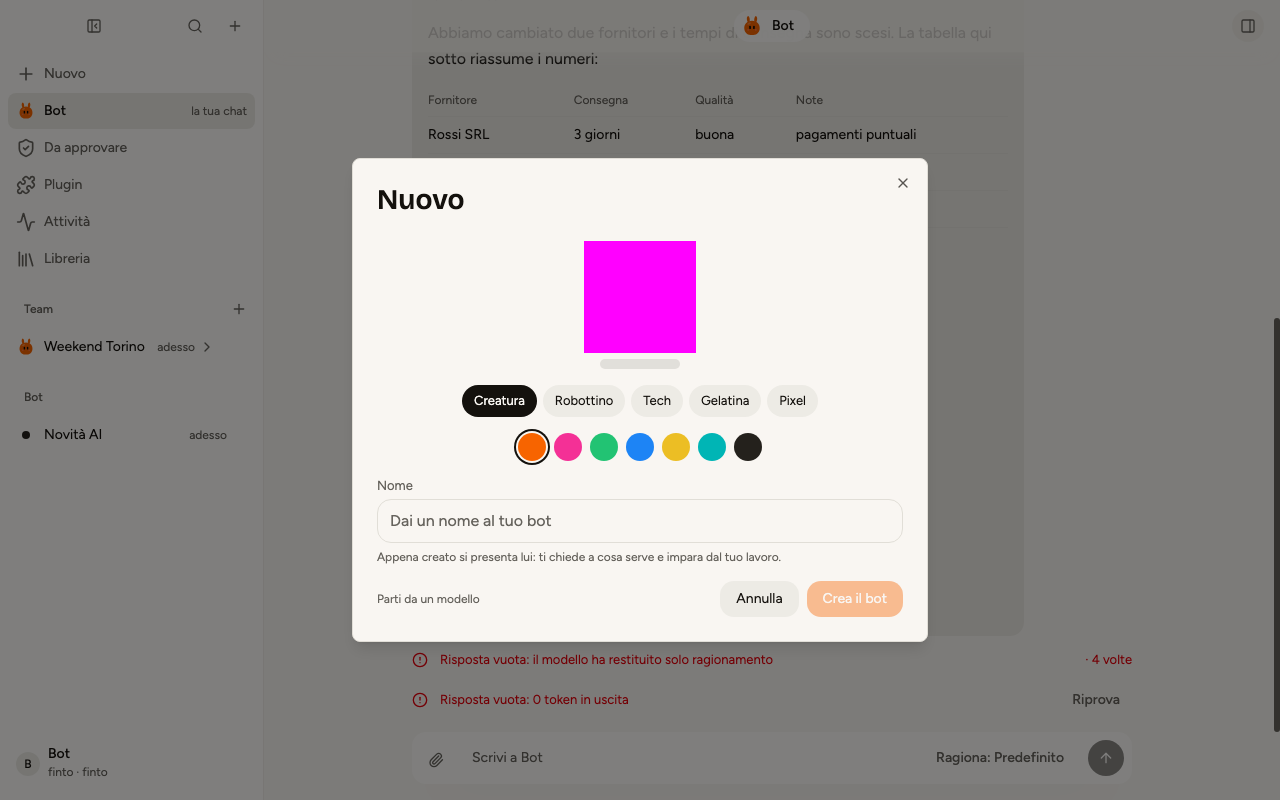 Bot
Nuovo
Bot
la tua chat
Da approvare
Plugin
Attività
Libreria
Team
Weekend Torino
adesso
Bot
Novità AI
adesso
B
Bot
finto · finto
Abbiamo cambiato due fornitori e i tempi di sono scesi. La tabella qui
sotto riassume i numeri:
Fornitore Consegna Qualità Note
Rossi SRL 3 giorni buona pagamenti puntuali
Nuovo
Creatura Robottino Tech Gelatina Pixel
Nome
Dai un nome al tuo bot
Appena creato si presenta lui: ti chiede a cosa serve e impara dal tuo lavoro.
Parti da un modello
Annulla
Crea il bot
Risposta vuota: il modello ha restituito solo ragionamento
· 4 volte
Risposta vuota: 0 token in uscita
Riprova
Scrivi a Bot
Ragiona: Predefinito